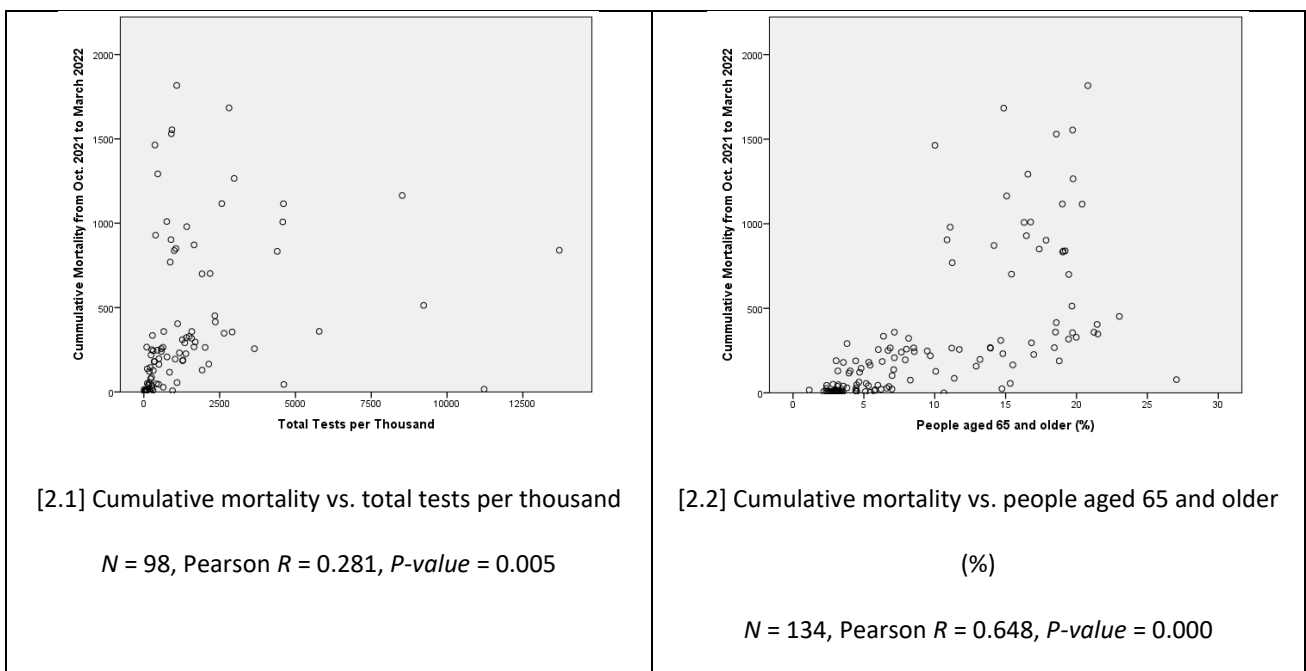 Cummulative Mortality from Oct. 2021 to March 2022
2000
1500
1000
500
0
0 2500 5000 7500 10000 12500
Total Tests per Thousand
[2.1] Cumulative mortality vs. total tests per thousand
N = 98, Pearson R = 0.281, P-value = 0.005
Cummulative Mortality from Oct. 2021 to March 2022
2000
1500
1000
500
0
0 5 10 15 20 25 30
People aged 65 and older (%)
[2.2] Cumulative mortality vs. people aged 65 and older
(%)
N = 134, Pearson R = 0.648, P-value = 0.000